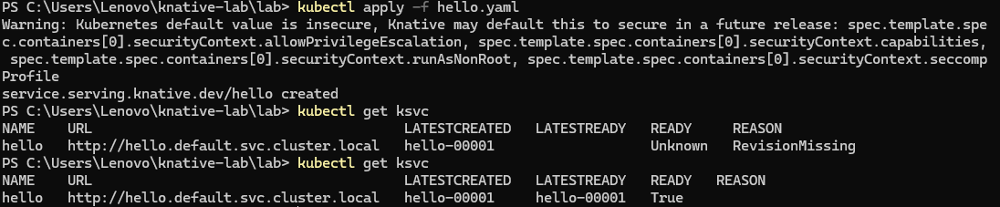 PS C:\Users\Lenovo\knative-lab\lab> kubectl apply -f hello.yaml
Warning: Kubernetes default value is insecure, Knative may default this to secure in a future release: spec.template.spe
c.containers[0].securityContext.allowPrivilegeEscalation, spec.template.spec.containers[0].securityContext.capabilities,
 spec.template.spec.containers[0].securityContext.runAsNonRoot, spec.template.spec.containers[0].securityContext.seccomp
Profile
service.serving.knative.dev/hello created
PS C:\Users\Lenovo\knative-lab\lab> kubectl get ksvc
NAME    URL                                      LATESTCREATED   LATESTREADY   READY     REASON
hello   http://hello.default.svc.cluster.local   hello-00001                   Unknown   RevisionMissing
PS C:\Users\Lenovo\knative-lab\lab> kubectl get ksvc
NAME    URL                                      LATESTCREATED   LATESTREADY   READY   REASON
hello   http://hello.default.svc.cluster.local   hello-00001     hello-00001   True